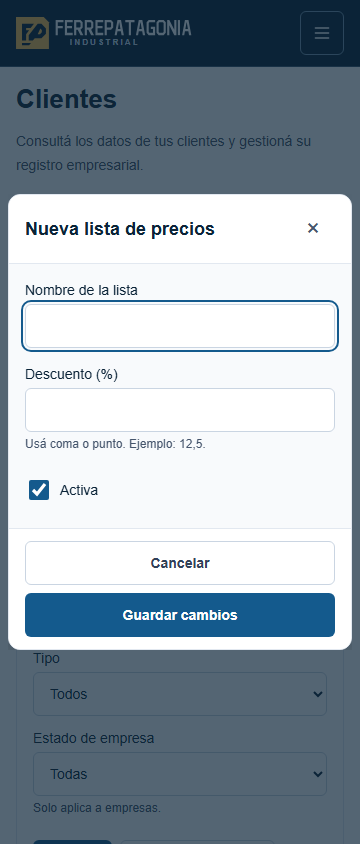 FERREPATAGONIA
INDUSTRIAL
Clientes
Consultá los datos de tus clientes y gestioná su
registro empresarial.
Nueva lista de precios
×
Nombre de la lista
Descuento (%)
Usá coma o punto. Ejemplo: 12,5.
Activa
Cancelar
Guardar cambios
Tipo
Todos
Estado de empresa
Todas
Solo aplica a empresas.